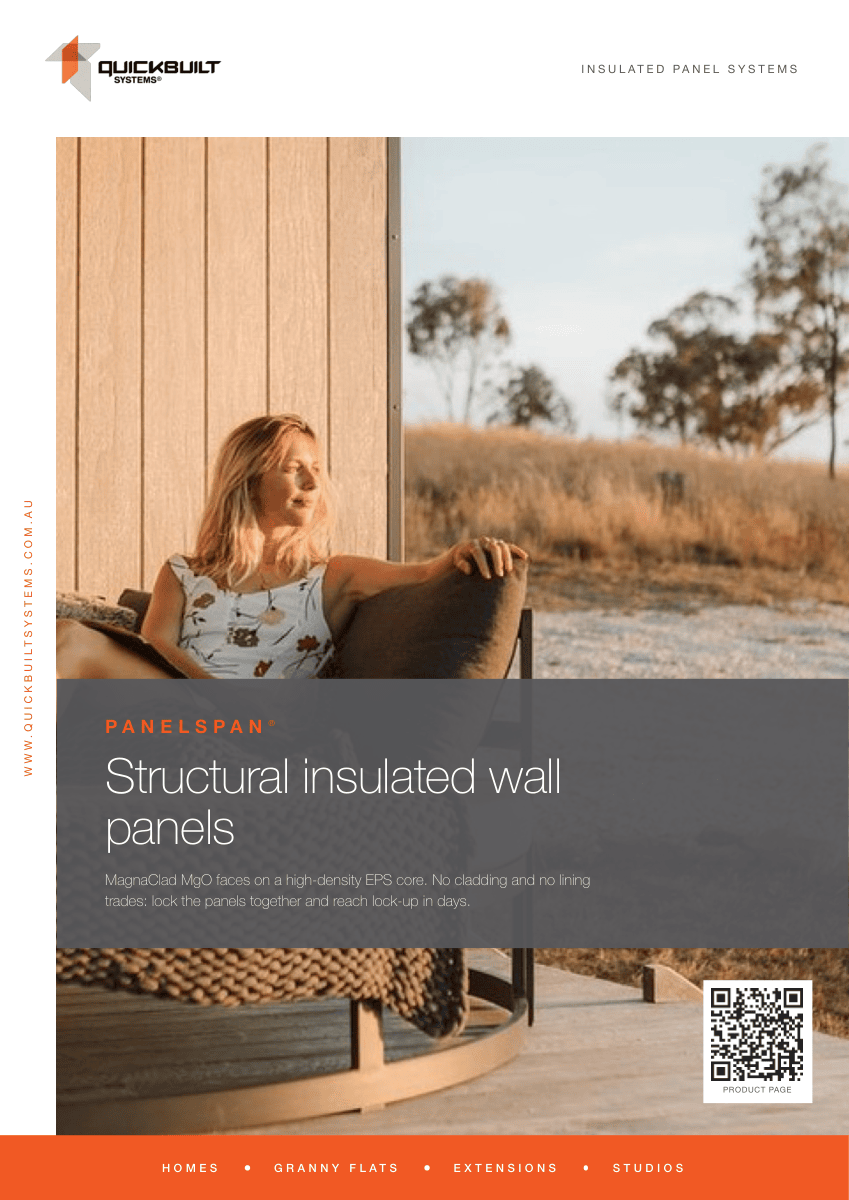 QUICKBUILT
SYSTEMS®
INSULATED PANEL SYSTEMS
WWW.QUICKBUILTSYSTEMS.COM.AU
PANELSPAN®
Structural insulated wall
panels
MagnaClad MgO faces on a high-density EPS core. No cladding and no lining
trades: lock the panels together and reach lock-up in days.
PRODUCT PAGE
HOMES • GRANNY FLATS • EXTENSIONS • STUDIOS